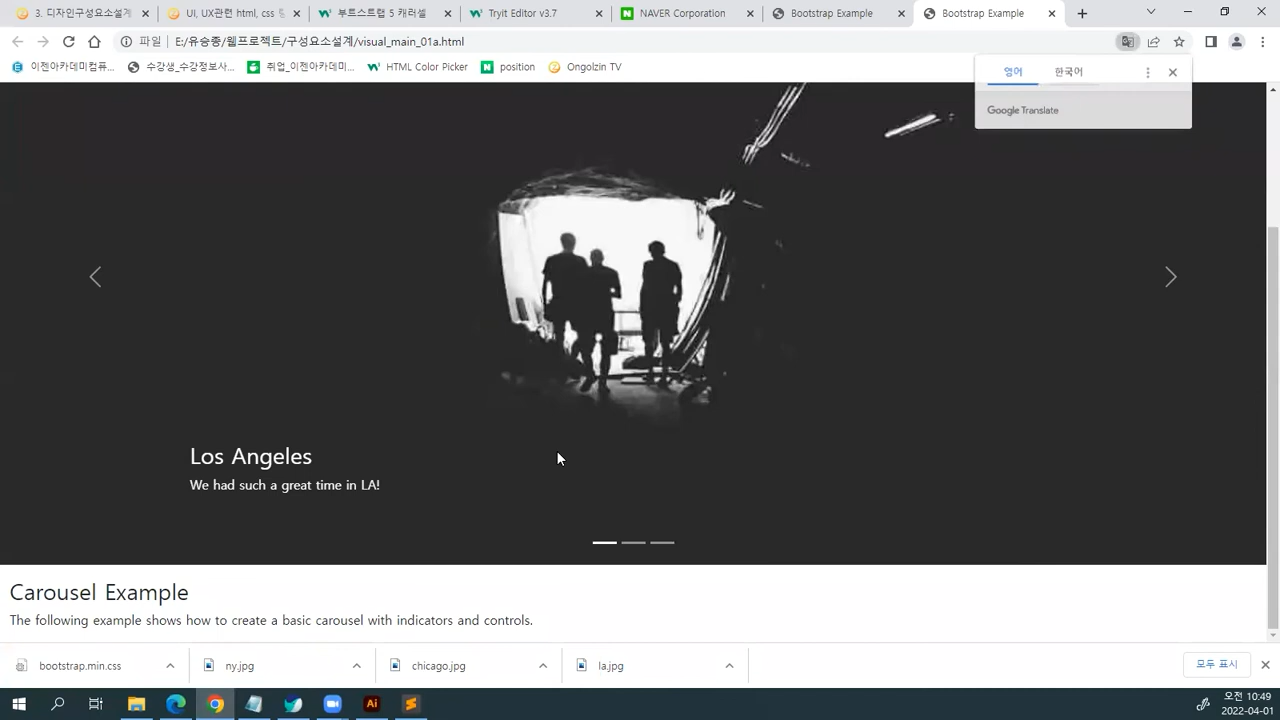 3. 디자인구성요소설계
UI, UX관련 html, css 등
부트스트랩 5 캐러셀
Tryit Editor v3.7
NAVER Corporation
Bootstrap Example
Bootstrap Example
파일
E:/유승종/웹프로젝트/구성요소설계/visual_main_01a.html
이젠아카데미컴퓨...
수강생_수강정보사...
취업_이젠아카데미...
HTML Color Picker
position
Ongolzin TV
영어
한국어
Google Translate
Los Angeles
We had such a great time in LA!
Carousel Example
The following example shows how to create a basic carousel with indicators and controls.
bootstrap.min.css
ny.jpg
chicago.jpg
la.jpg
모두 표시
Ai
오전 10:49
2022-04-01